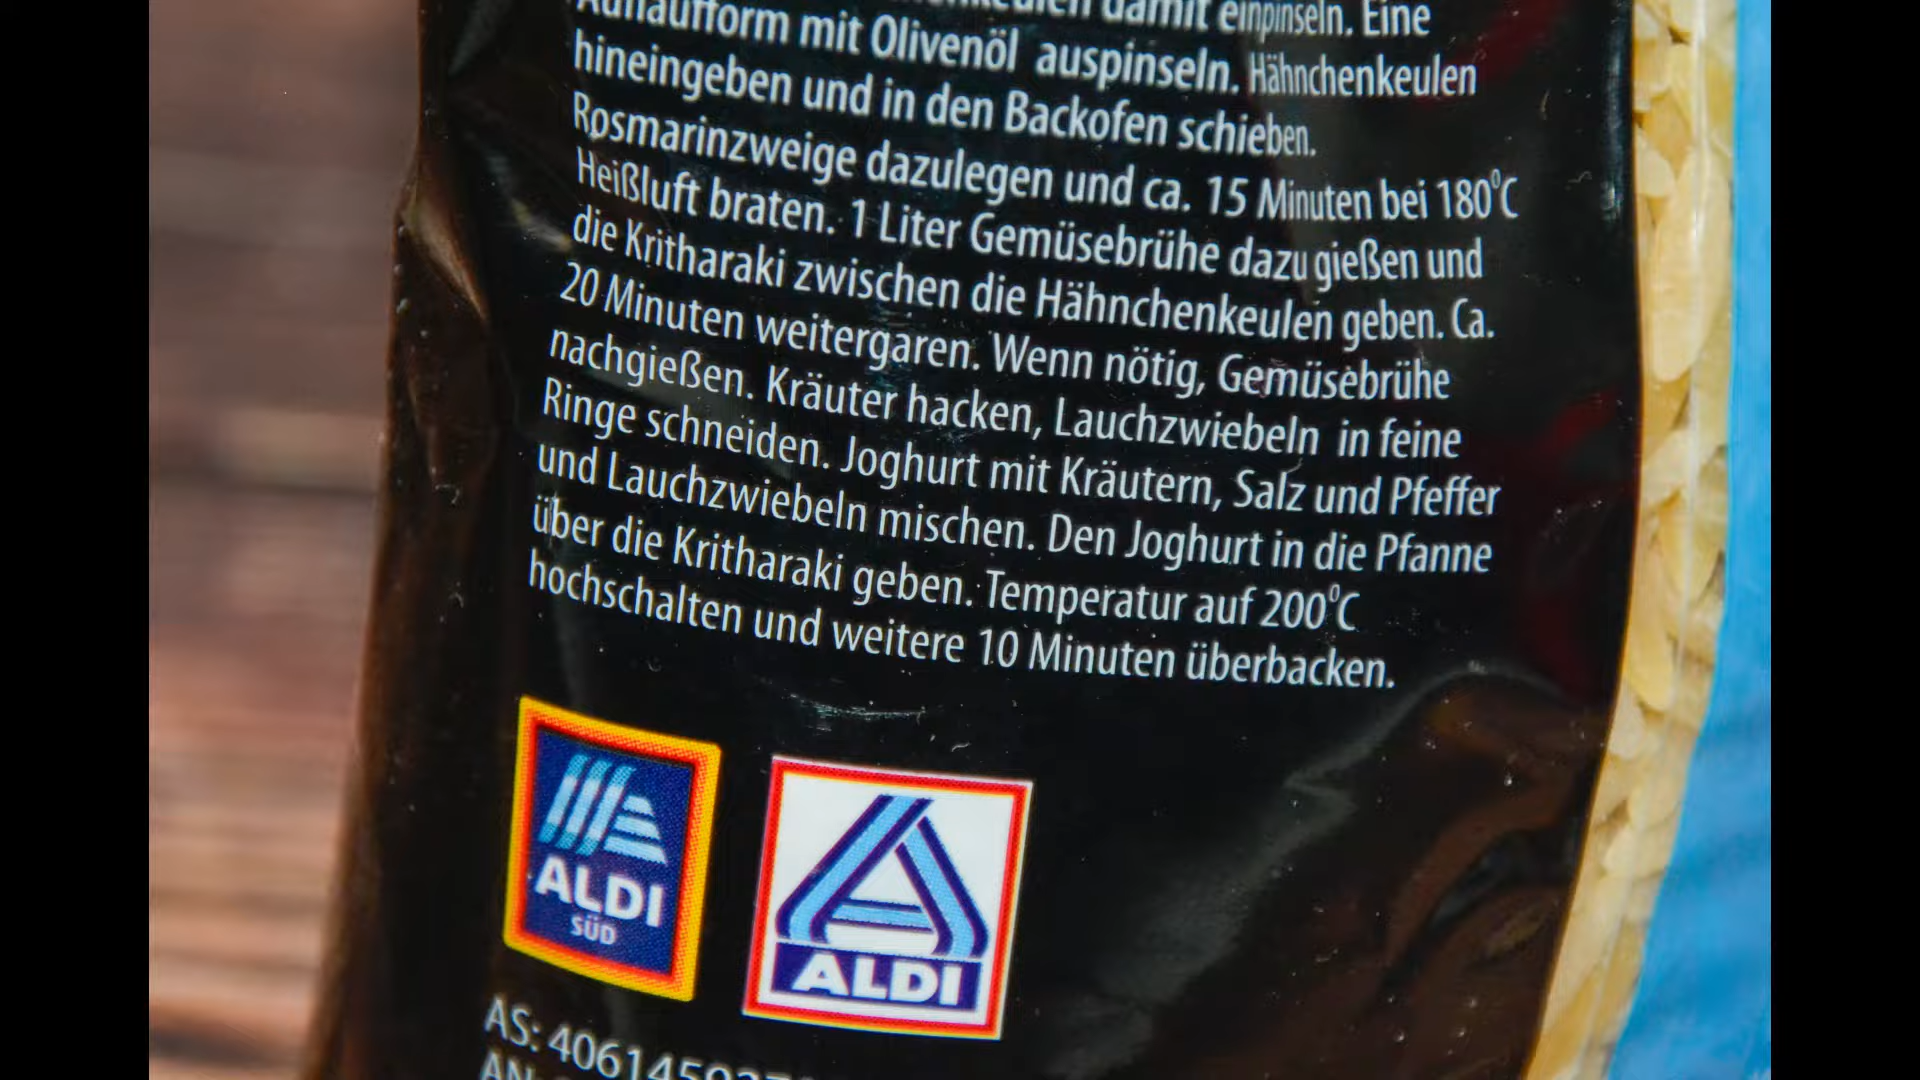 damit einpinseln. Eine
Auflaufform mit Olivenöl auspinseln. Hähnchenkeulen
hineingeben und in den Backofen schieben.
Rosmarinzweige dazulegen und ca. 15 Minuten bei 180°C
Heißluft braten. 1 Liter Gemüsebrühe dazu gießen und
die Kritharaki zwischen die Hähnchenkeulen geben. Ca.
20 Minuten weitergaren. Wenn nötig, Gemüsebrühe
nachgießen. Kräuter hacken, Lauchzwiebeln in feine
Ringe schneiden. Joghurt mit Kräutern, Salz und Pfeffer
und Lauchzwiebeln mischen. Den Joghurt in die Pfanne
über die Kritharaki geben. Temperatur auf 200°C
hochschalten und weitere 10 Minuten überbacken.
ALDI
SÜD
ALDI
AS: